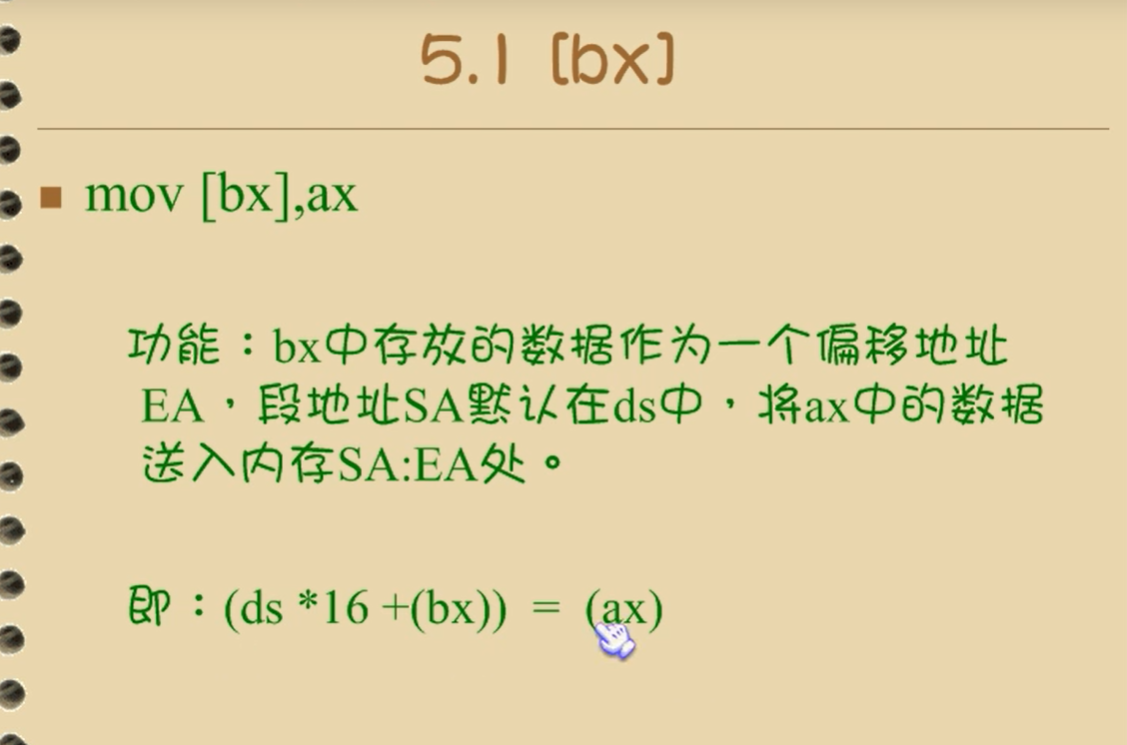 5.1 [bx]
mov [bx],ax
功能：bx中存放的数据作为一个偏移地址
EA，段地址SA默认在ds中，将ax中的数据
送入内存SA:EA处。
即：(ds *16 +(bx)) = (ax)